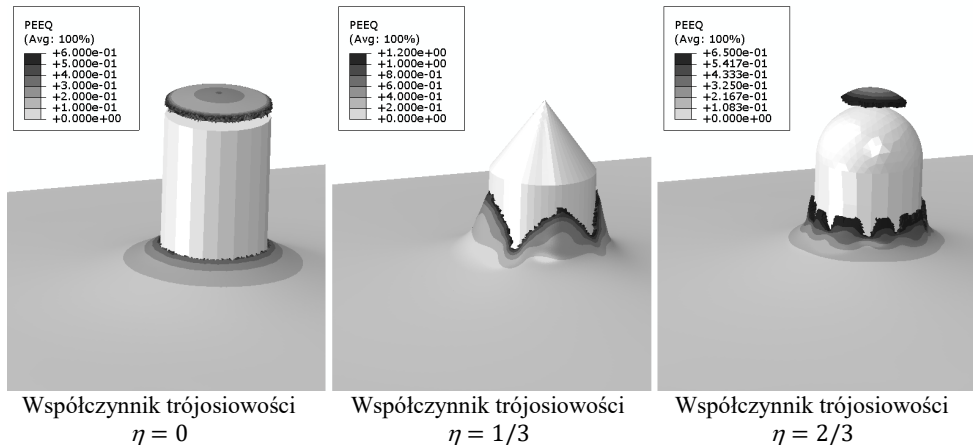 PEEQ
(Avg: 100%)
+6.000e-01
+5.000e-01
+4.000e-01
+3.000e-01
+2.000e-01
+1.000e-01
+0.000e+00
PEEQ
(Avg: 100%)
+1.200e+00
+1.000e+00
+8.000e-01
+6.000e-01
+4.000e-01
+2.000e-01
+0.000e+00
PEEQ
(Avg: 100%)
+6.500e-01
+5.417e-01
+4.333e-01
+3.250e-01
+2.167e-01
+1.083e-01
+0.000e+00
Współczynnik trójosiowości
η = 0
Współczynnik trójosiowości
η = 1/3
Współczynnik trójosiowości
η = 2/3